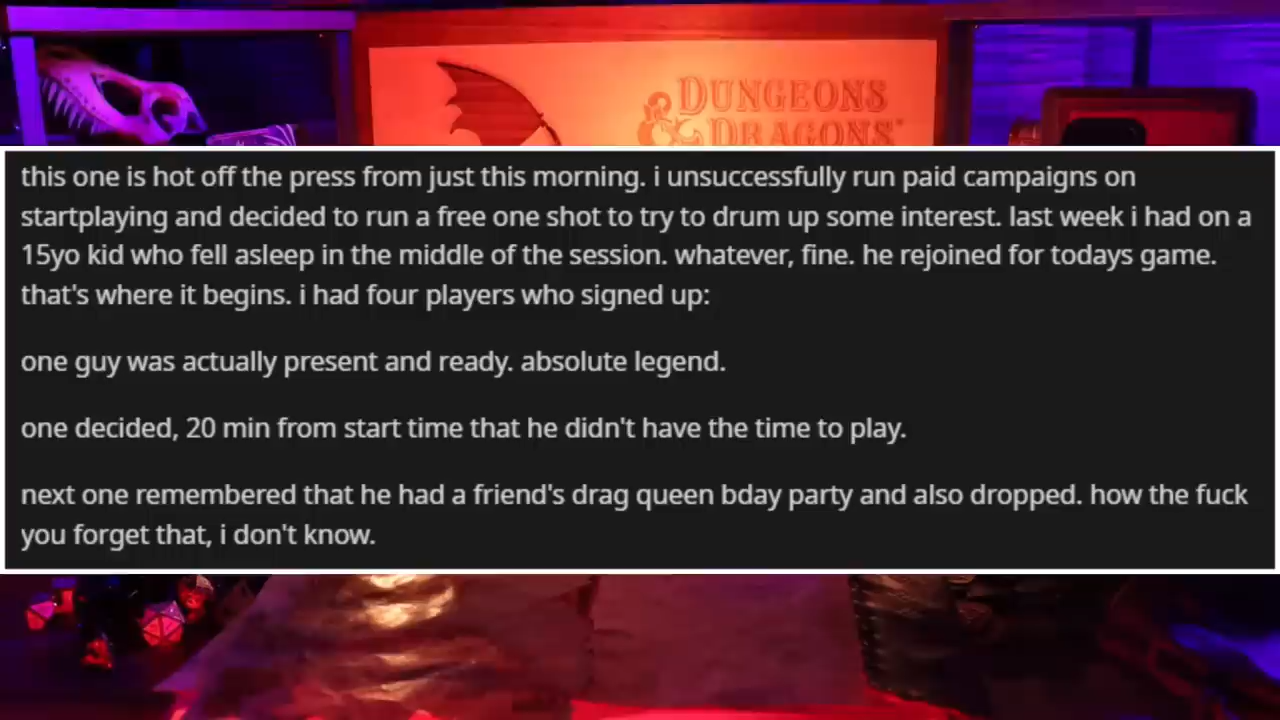 DUNGEONS
& DRAGONS
this one is hot off the press from just this morning. i unsuccessfully run paid campaigns on
startplaying and decided to run a free one shot to try to drum up some interest. last week i had on a
15yo kid who fell asleep in the middle of the session. whatever, fine. he rejoined for todays game.
that's where it begins. i had four players who signed up:
one guy was actually present and ready. absolute legend.
one decided, 20 min from start time that he didn't have the time to play.
next one remembered that he had a friend's drag queen bday party and also dropped. how the fuck
you forget that, i don't know.